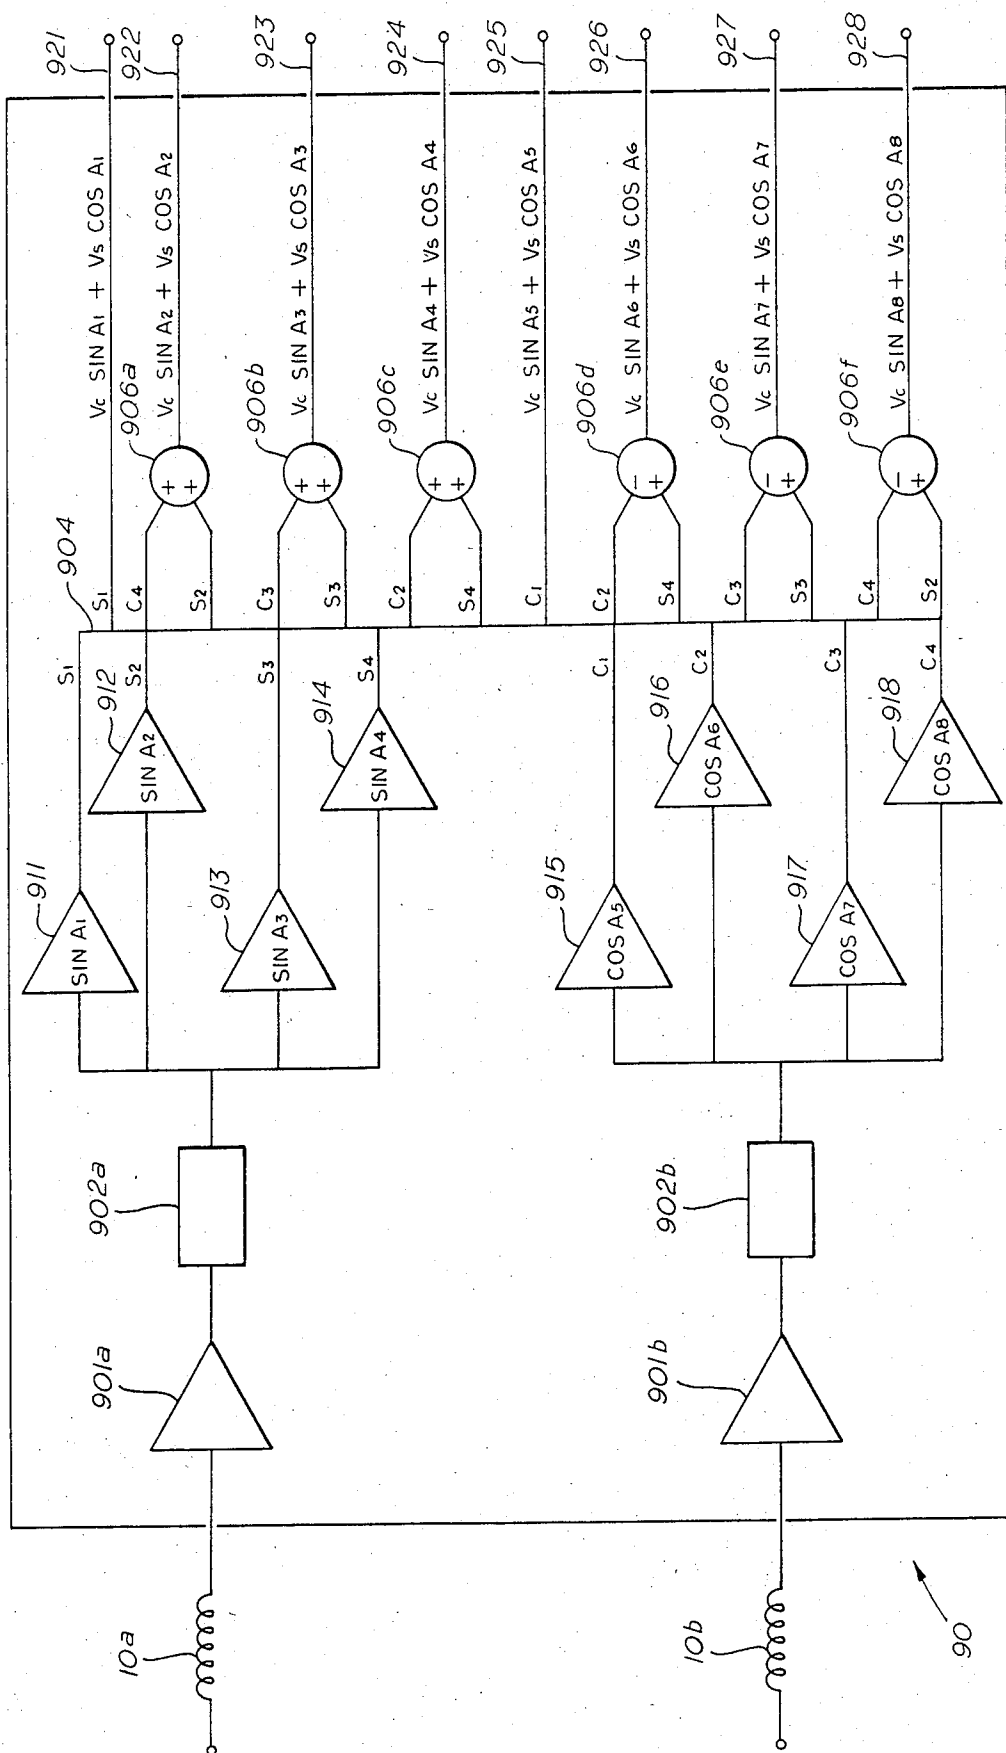 10a
10b
90
901a
901b
902a
902b
911
SIN A1
912
SIN A2
913
SIN A3
914
SIN A4
915
COS A5
916
COS A6
917
COS A7
918
COS A8
S1
S2
S3
S4
C1
C2
C3
C4
904
S1
C4
S2
C3
S3
C2
S4
C1
C2
S4
C3
S3
C4
S2
906a
+
+
906b
+
+
906c
+
+
906d
−
+
906e
−
+
906f
−
+
Vc SIN A1 + Vs COS A1
921
Vc SIN A2 + Vs COS A2
922
Vc SIN A3 + Vs COS A3
923
Vc SIN A4 + Vs COS A4
924
Vc SIN A5 + Vs COS A5
925
Vc SIN A6 + Vs COS A6
926
Vc SIN A7 + Vs COS A7
927
Vc SIN A8 + Vs COS A8
928